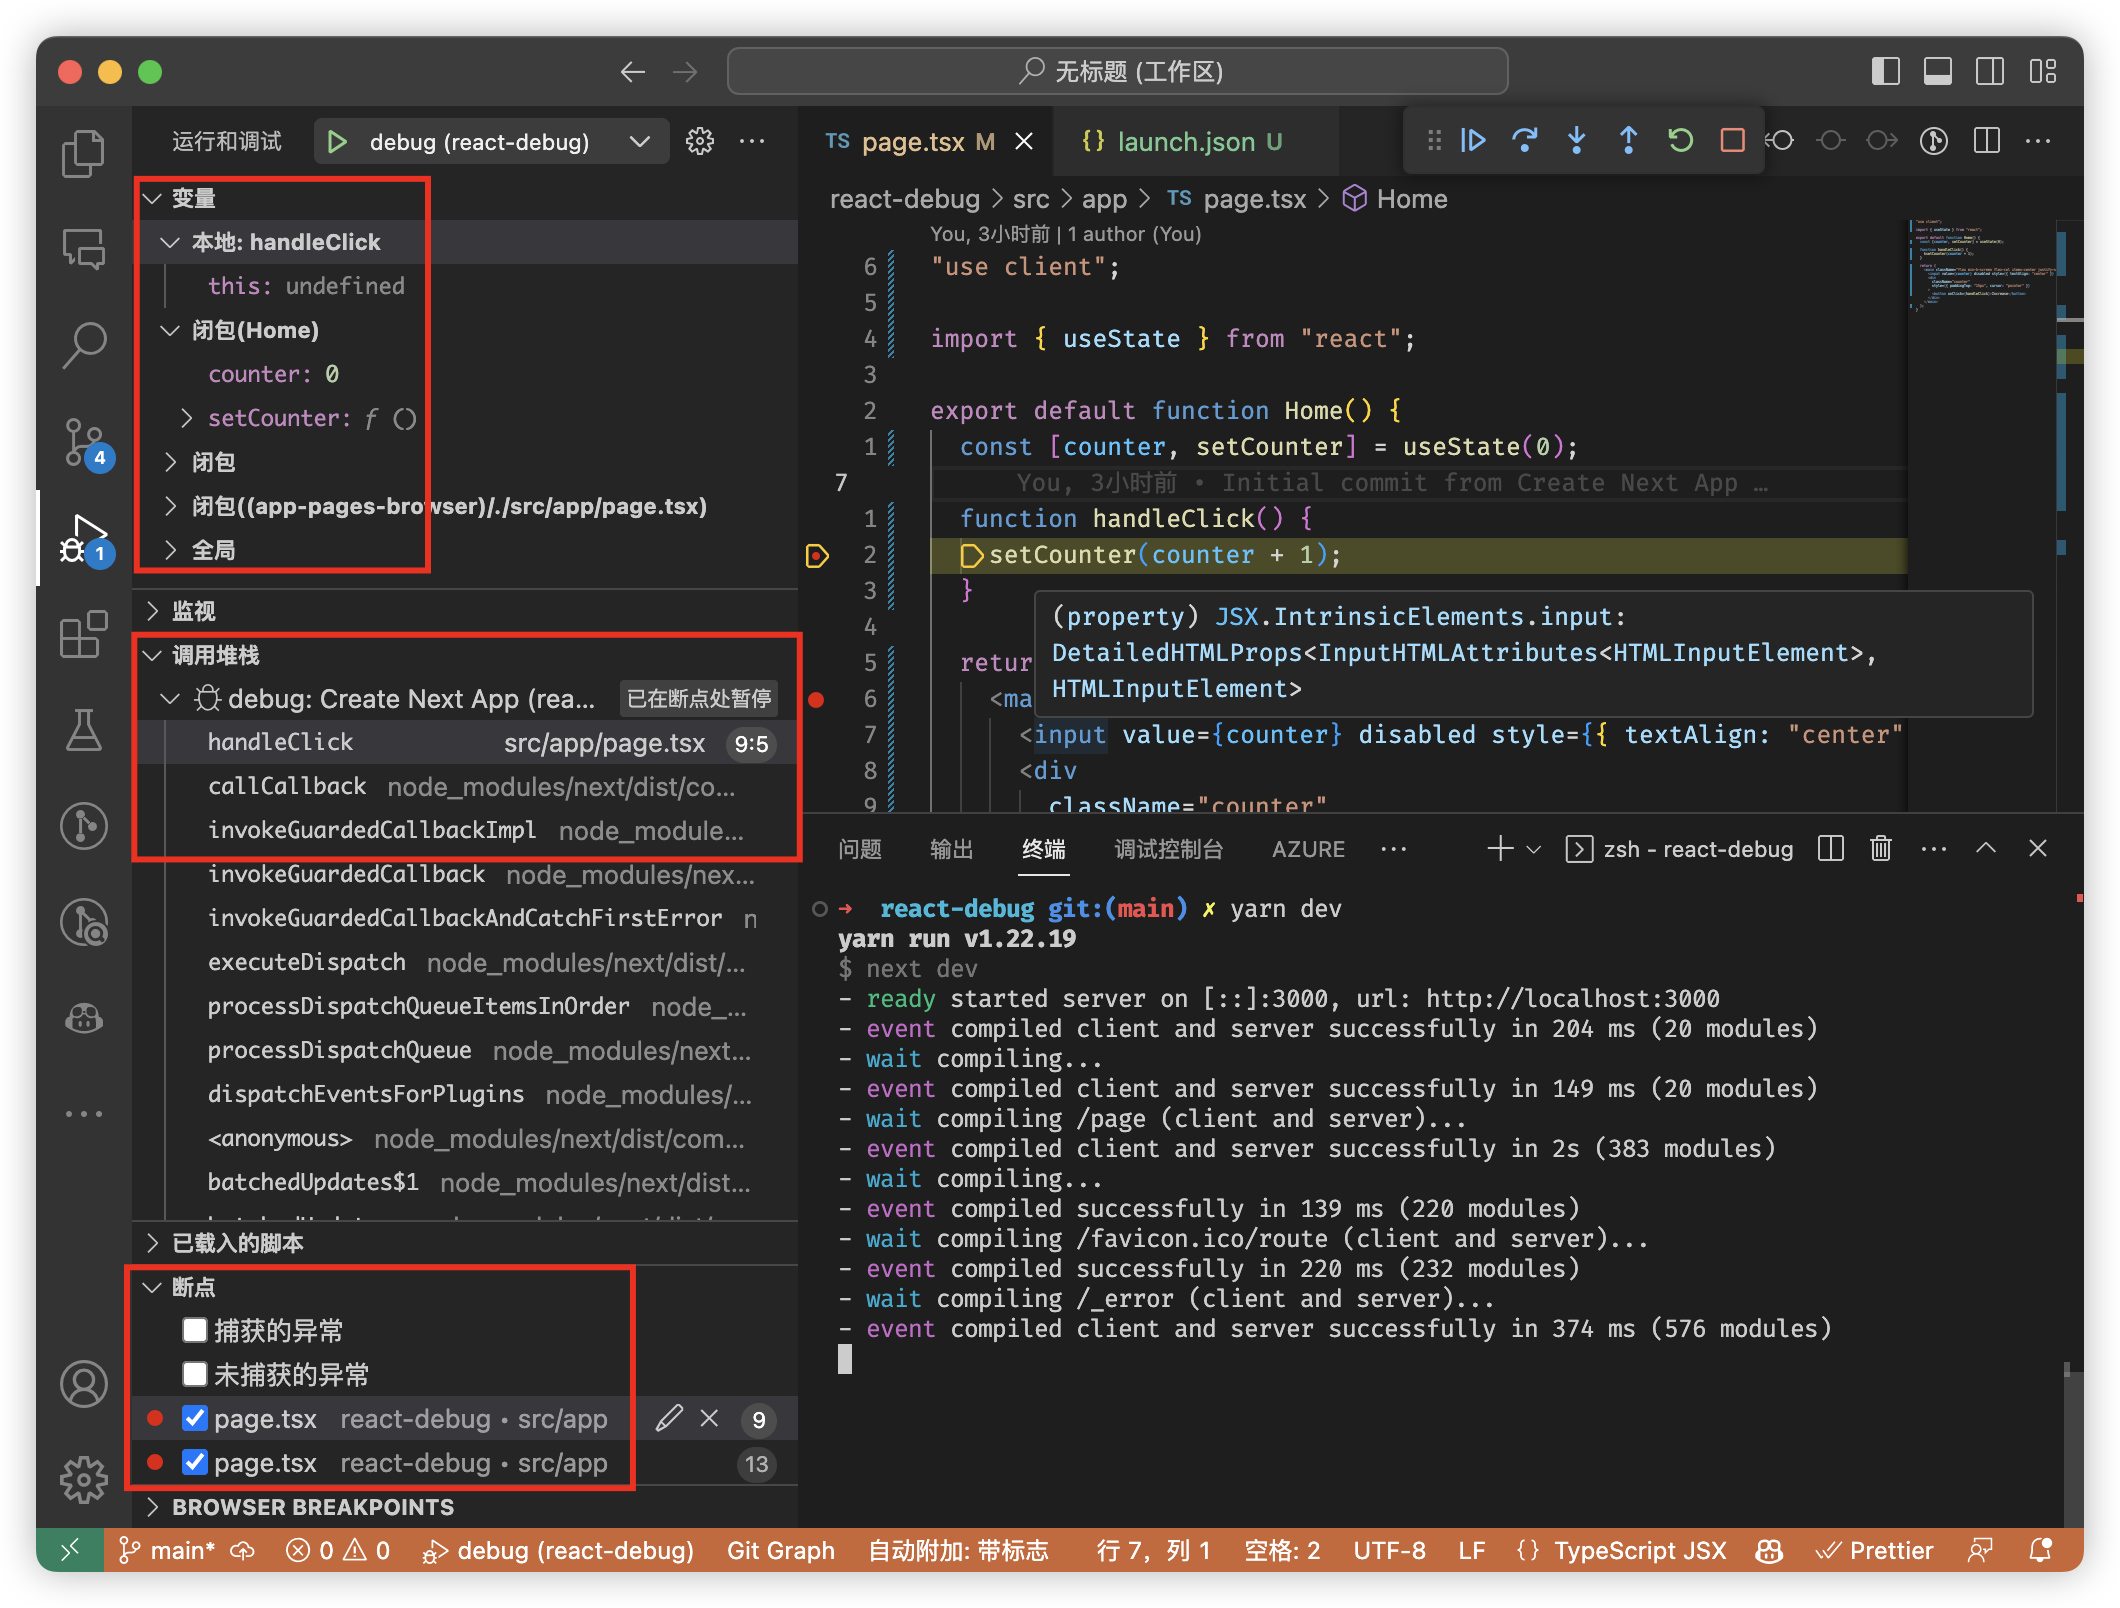 无标题 (工作区)
运行和调试
debug (react-debug)
变量
本地: handleClick
this: undefined
闭包(Home)
counter: 0
setCounter: ƒ ()
闭包
闭包((app-pages-browser)/./src/app/page.tsx)
全局
监视
调用堆栈
debug: Create Next App (rea... 已在断点处暂停
handleClick src/app/page.tsx 9:5
callCallback node_modules/next/dist/co...
invokeGuardedCallbackImpl node_module...
invokeGuardedCallback node_modules/nex...
invokeGuardedCallbackAndCatchFirstError n
executeDispatch node_modules/next/dist/...
processDispatchQueueItemsInOrder node_...
processDispatchQueue node_modules/next...
dispatchEventsForPlugins node_modules/...
<anonymous> node_modules/next/dist/com...
batchedUpdates$1 node_modules/next/dist...
已载入的脚本
断点
捕获的异常
未捕获的异常
page.tsx react-debug • src/app 9
page.tsx react-debug • src/app 13
BROWSER BREAKPOINTS
4
1
TS page.tsx M
{} launch.json U
react-debug > src > app > TS page.tsx > Home
You, 3小时前 | 1 author (You)
6 "use client";
5
4 import { useState } from "react";
3
2 export default function Home() {
1 const [counter, setCounter] = useState(0);
7 You, 3小时前 • Initial commit from Create Next App …
1 function handleClick() {
2 setCounter(counter + 1);
3 }
4
5 retur
6 <ma
7 <input value={counter} disabled style={{ textAlign: "center"
8 <div
9 className="counter"
(property) JSX.IntrinsicElements.input:
DetailedHTMLProps<InputHTMLAttributes<HTMLInputElement>,
HTMLInputElement>
问题 输出 终端 调试控制台 AZURE
zsh - react-debug
➜ react-debug git:(main) ✗ yarn dev
yarn run v1.22.19
$ next dev
- ready started server on [::]:3000, url: http://localhost:3000
- event compiled client and server successfully in 204 ms (20 modules)
- wait compiling...
- event compiled client and server successfully in 149 ms (20 modules)
- wait compiling /page (client and server)...
- event compiled client and server successfully in 2s (383 modules)
- wait compiling...
- event compiled successfully in 139 ms (220 modules)
- wait compiling /favicon.ico/route (client and server)...
- event compiled successfully in 220 ms (232 modules)
- wait compiling /_error (client and server)...
- event compiled client and server successfully in 374 ms (576 modules)
main* 0 0 debug (react-debug) Git Graph 自动附加: 带标志 行 7，列 1 空格: 2 UTF-8 LF {} TypeScript JSX Prettier